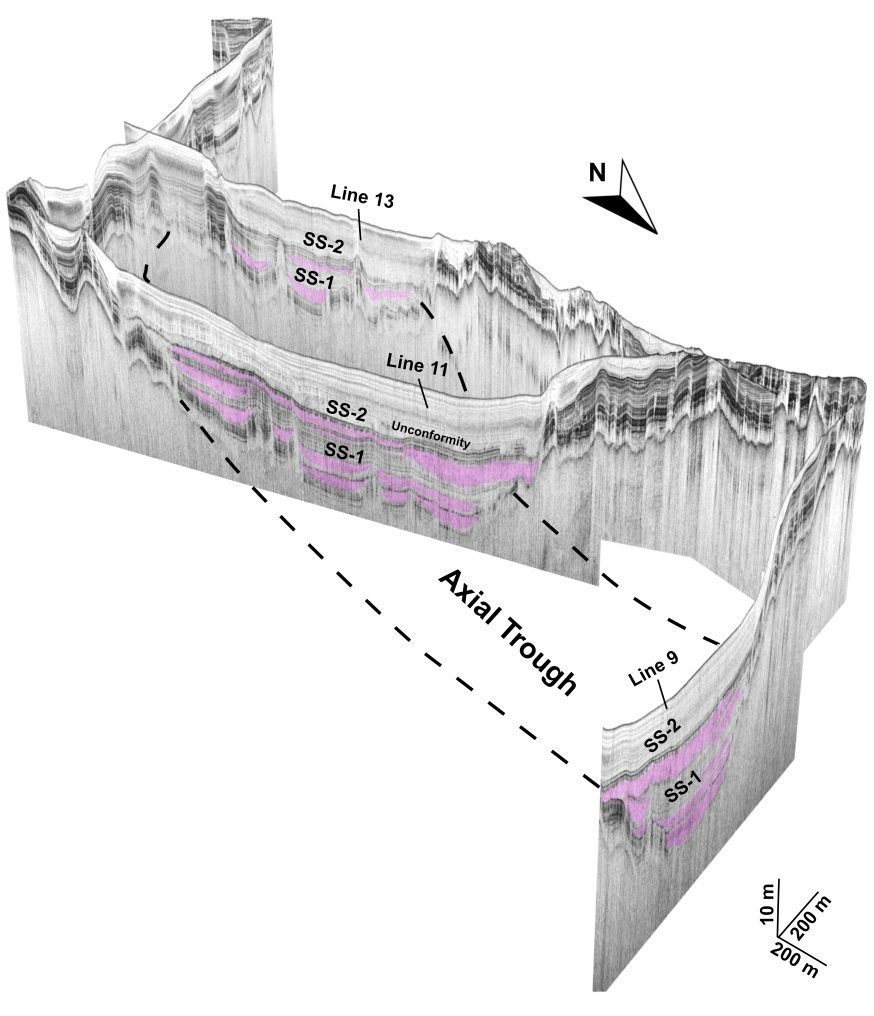 N
Line 13
SS-2
SS-1
Line 11
SS-2
Unconformity
SS-1
Axial Trough
Line 9
SS-2
SS-1
10 m
200 m
200 m